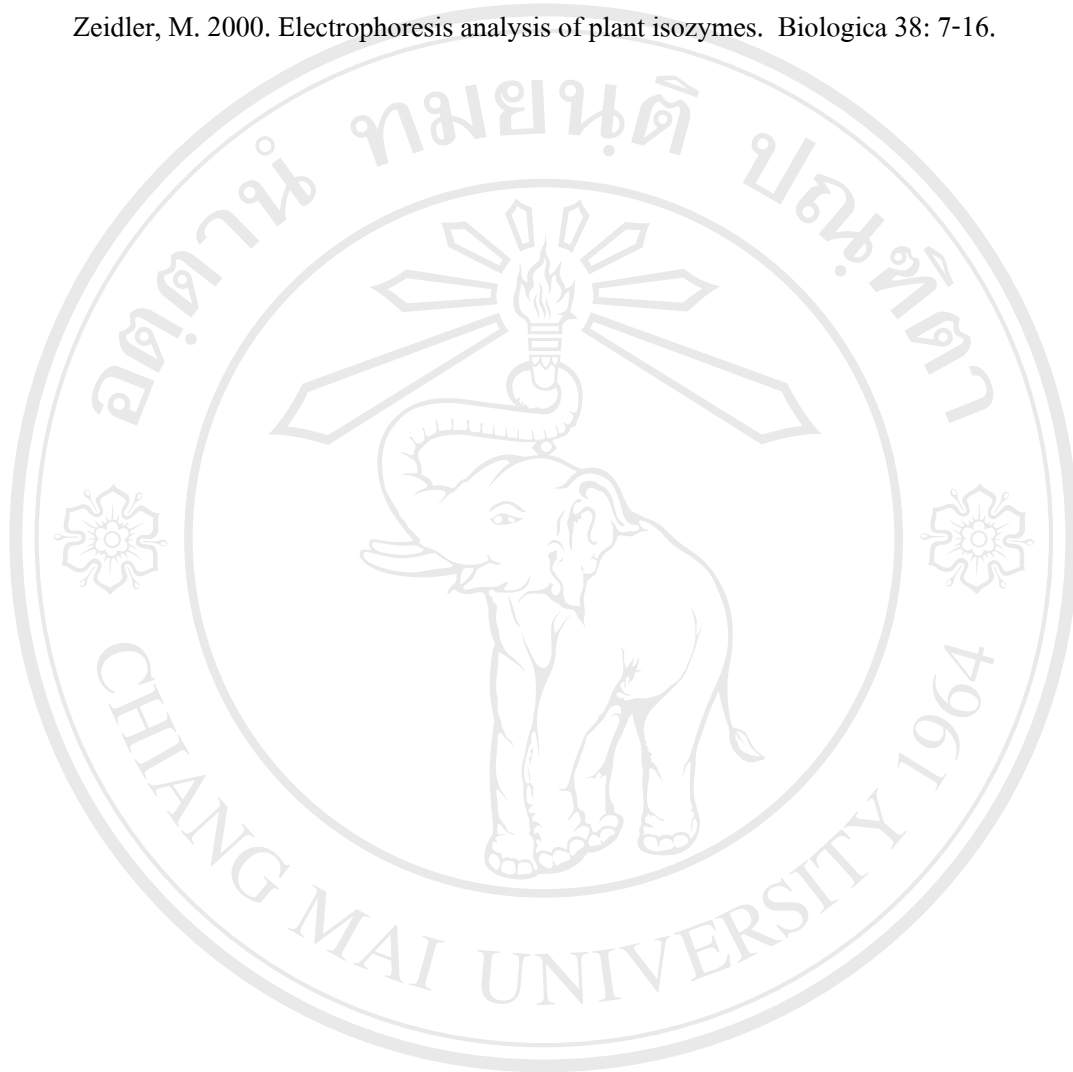 Zeidler, M. 2000. Electrophoresis analysis of plant isozymes.  Biologica 38: 7-16.
อตฺตานํ ทมยนฺติ ปณฺฑิตา
CHIANG MAI UNIVERSITY 1964